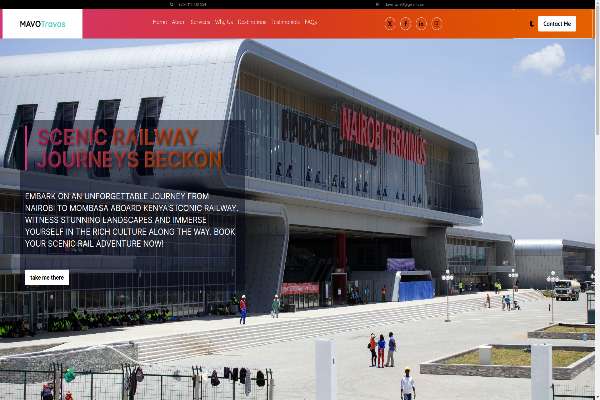 MAVOTravas
Home About Services Why Us Destinations Testimonials FAQs
Contact Me
NAIROBI TERMINUS
SCENIC RAILWAY
JOURNEYS BECKON
EMBARK ON AN UNFORGETTABLE JOURNEY FROM
NAIROBI TO MOMBASA ABOARD KENYA'S ICONIC RAILWAY.
WITNESS STUNNING LANDSCAPES AND IMMERSE
YOURSELF IN THE RICH CULTURE ALONG THE WAY. BOOK
YOUR SCENIC RAIL ADVENTURE NOW!
take me there